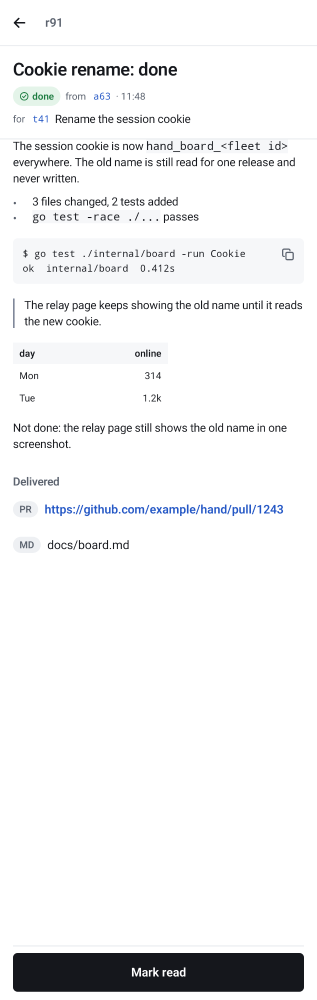 r91
Cookie rename: done
done from a63 · 11:48
for t41 Rename the session cookie
The session cookie is now hand_board_<fleet id>
everywhere. The old name is still read for one release and
never written.
• 3 files changed, 2 tests added
• go test -race ./... passes
$ go test ./internal/board -run Cookie
ok  internal/board  0.412s
The relay page keeps showing the old name until it reads
the new cookie.
day online
Mon 314
Tue 1.2k
Not done: the relay page still shows the old name in one
screenshot.
Delivered
PR https://github.com/example/hand/pull/1243
MD docs/board.md
Mark read